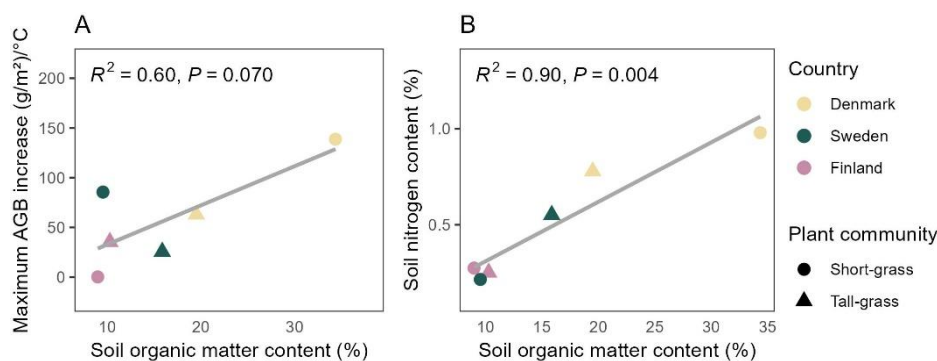 A
Maximum AGB increase (g/m²)/°C
200
150
100
50
0
R² = 0.60, P = 0.070
10 20 30
Soil organic matter content (%)
B
Soil nitrogen content (%)
1.0
0.5
R² = 0.90, P = 0.004
10 15 20 25 30 35
Soil organic matter content (%)
Country
Denmark
Sweden
Finland
Plant community
Short-grass
Tall-grass